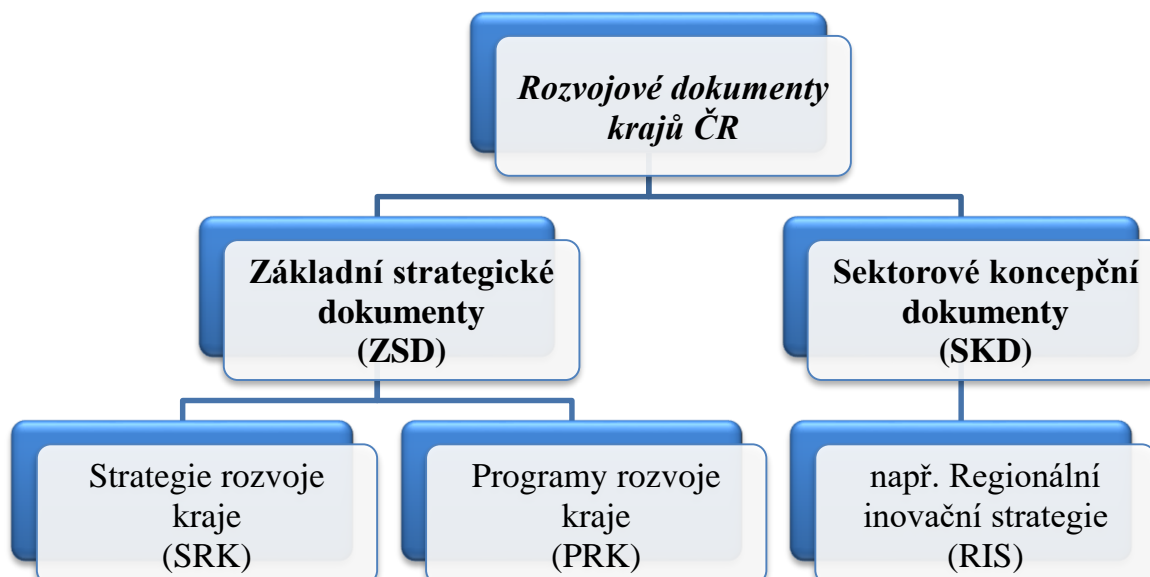 Rozvojové dokumenty
krajů ČR
Základní strategické
dokumenty
(ZSD)
Sektorové koncepční
dokumenty
(SKD)
Strategie rozvoje
kraje
(SRK)
Programy rozvoje
kraje
(PRK)
např. Regionální
inovační strategie
(RIS)